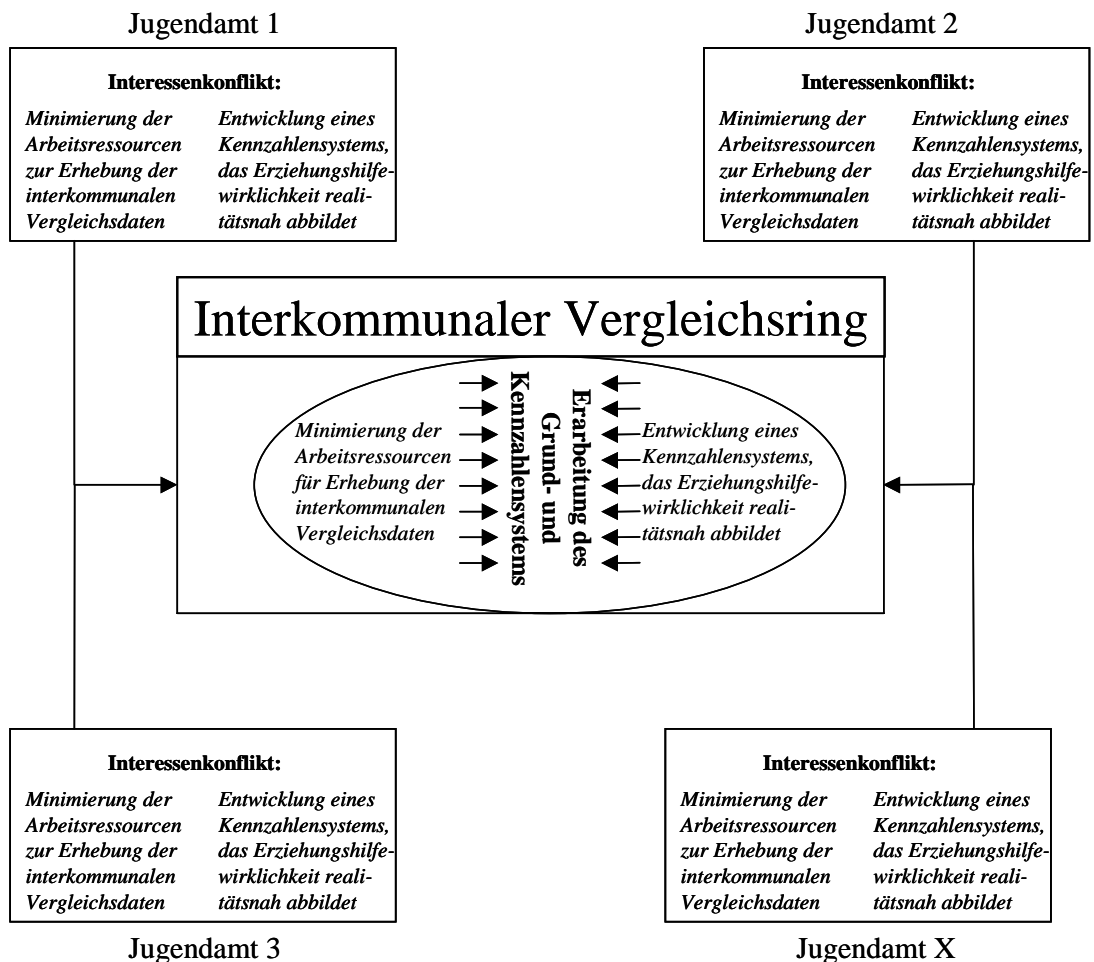 Jugendamt 1
Interessenkonflikt:
Minimierung der
Arbeitsressourcen
zur Erhebung der
interkommunalen
Vergleichsdaten
Entwicklung eines
Kennzahlensystems,
das Erziehungshilfe-
wirklichkeit reali-
tätsnah abbildet
Jugendamt 2
Interessenkonflikt:
Minimierung der
Arbeitsressourcen
zur Erhebung der
interkommunalen
Vergleichsdaten
Entwicklung eines
Kennzahlensystems,
das Erziehungshilfe-
wirklichkeit reali-
tätsnah abbildet
Interkommunaler Vergleichsring
Minimierung der
Arbeitsressourcen
für Erhebung der
interkommunalen
Vergleichsdaten
Erarbeitung des
Grund- und
Kennzahlensystems
Entwicklung eines
Kennzahlensystems,
das Erziehungshilfe-
wirklichkeit reali-
tätsnah abbildet
Interessenkonflikt:
Minimierung der
Arbeitsressourcen
zur Erhebung der
interkommunalen
Vergleichsdaten
Entwicklung eines
Kennzahlensystems,
das Erziehungshilfe-
wirklichkeit reali-
tätsnah abbildet
Jugendamt 3
Interessenkonflikt:
Minimierung der
Arbeitsressourcen
zur Erhebung der
interkommunalen
Vergleichsdaten
Entwicklung eines
Kennzahlensystems,
das Erziehungshilfe-
wirklichkeit reali-
tätsnah abbildet
Jugendamt X